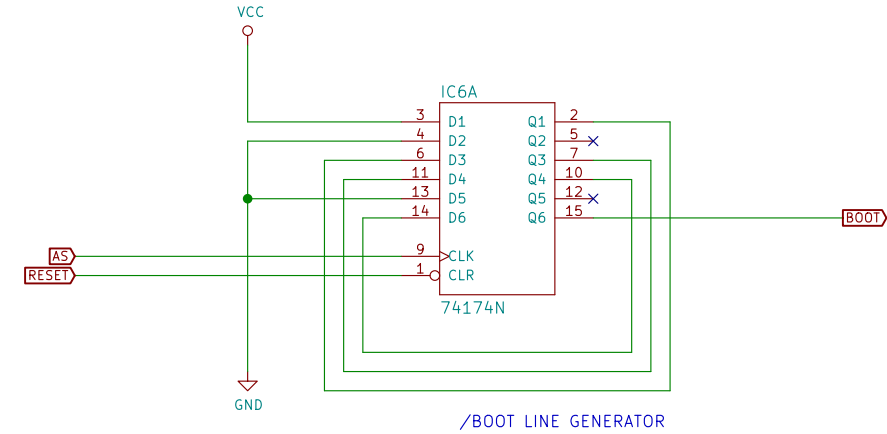 VCC
IC6A
3 D1 Q1 2
4 D2 Q2 5
6 D3 Q3 7
11 D4 Q4 10
13 D5 Q5 12
14 D6 Q6 15
BOOT
AS 9 CLK
RESET 1 CLR
74174N
GND
/BOOT LINE GENERATOR